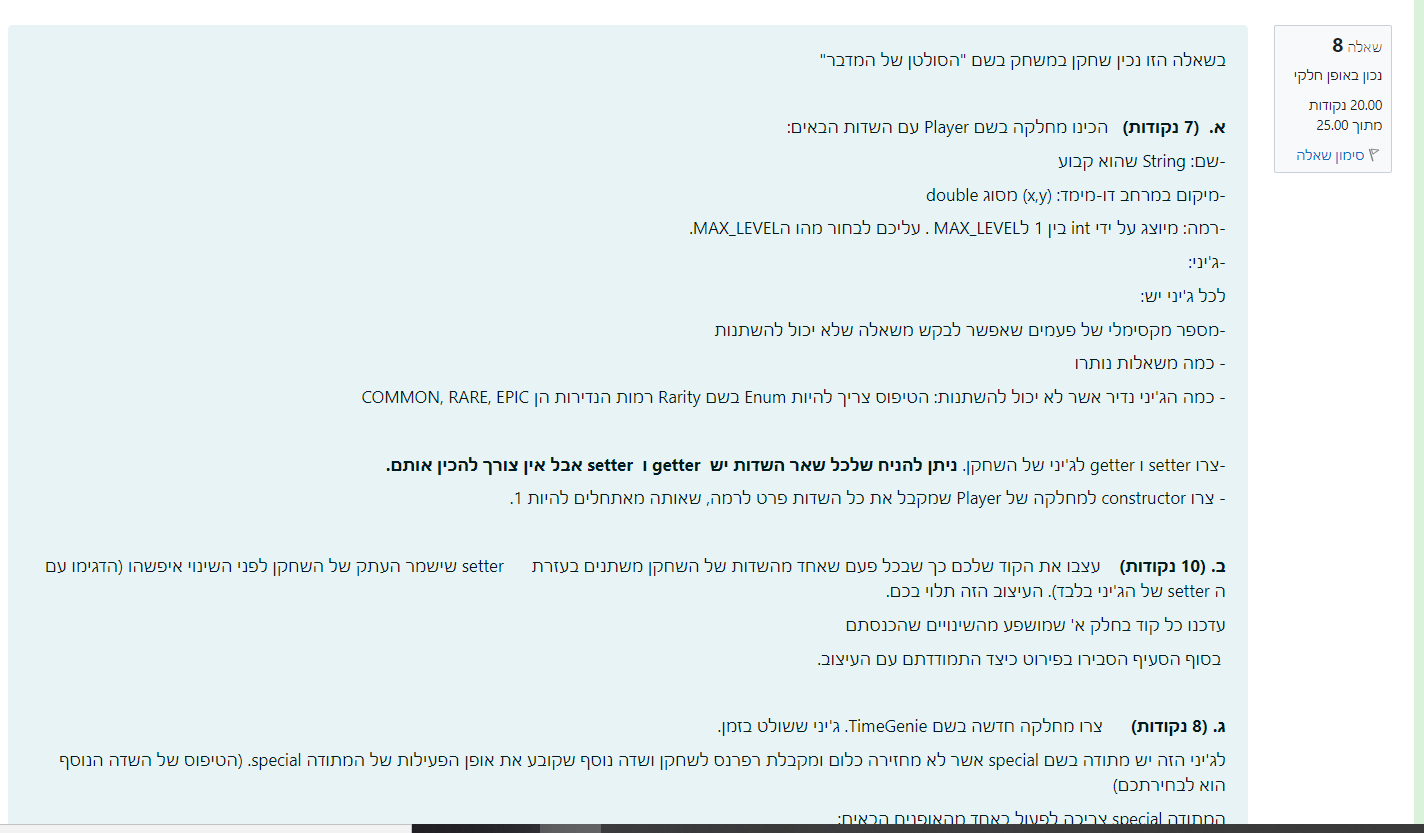 שאלה 8
נכון באופן חלקי
20.00 נקודות
מתוך 25.00
סימון שאלה
בשאלה הזו נכין שחקן במשחק בשם "הסולטן של המדבר"
א. (7 נקודות) הכינו מחלקה בשם Player עם השדות הבאים:
-שם: String שהוא קבוע
-מיקום במרחב דו-מימד: (x,y) מסוג double
-רמה: מיוצג על ידי int בין 1 לMAX_LEVEL . עליכם לבחור מהו הMAX_LEVEL.
-ג'יני:
לכל ג'יני יש:
-מספר מקסימלי של פעמים שאפשר לבקש משאלה שלא יכול להשתנות
- כמה משאלות נותרו
- כמה הג'יני נדיר אשר לא יכול להשתנות: הטיפוס צריך להיות Enum בשם Rarity רמות הנדירות הן COMMON, RARE, EPIC
-צרו setter ו getter לג'יני של השחקן. ניתן להניח שלכל שאר השדות יש getter ו setter אבל אין צורך להכין אותם.
- צרו constructor למחלקה של Player שמקבל את כל השדות פרט לרמה, שאותה מאתחלים להיות 1.
ב. (10 נקודות) עצבו את הקוד שלכם כך שבכל פעם שאחד מהשדות של השחקן משתנים בעזרת setter שישמר העתק של השחקן לפני השינוי איפשהו (הדגימו עם
ה setter של הג'יני בלבד). העיצוב הזה תלוי בכם.
עדכנו כל קוד בחלק א' שמושפע מהשינויים שהכנסתם
בסוף הסעיף הסבירו בפירוט כיצד התמודדתם עם העיצוב.
ג. (8 נקודות) צרו מחלקה חדשה בשם TimeGenie. ג'יני ששולט בזמן.
לג'יני הזה יש מתודה בשם special אשר לא מחזירה כלום ומקבלת רפרנס לשחקן ושדה נוסף שקובע את אופן הפעילות של המתודה special. (הטיפוס של השדה הנוסף
הוא לבחירתכם)
המתודה special צריכה לפעול כאחד מהאופנים הבאים: